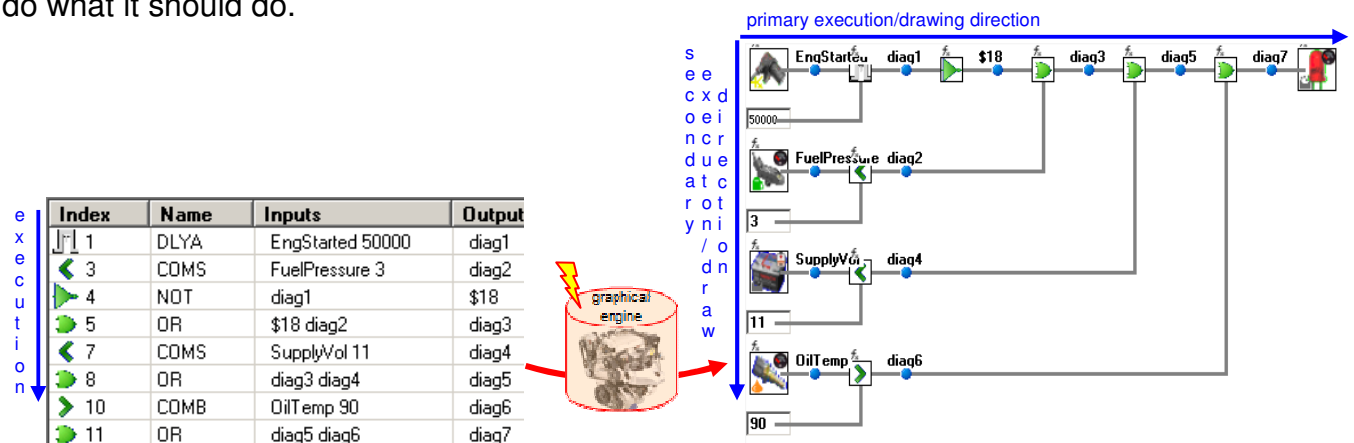 do what it should do.
primary execution/drawing direction
secondary
execution/draw
direction
EngStarted diag1 $18 diag3 diag5 diag7
50000
FuelPressure diag2
3
SupplyVol diag4
11
OilTemp diag6
90
execution
Index Name Inputs Output
1 DLYA EngStarted 50000 diag1
3 COMS FuelPressure 3 diag2
4 NOT diag1 $18
5 OR $18 diag2 diag3
7 COMS SupplyVol 11 diag4
8 OR diag3 diag4 diag5
10 COMB OilTemp 90 diag6
11 OR diag5 diag6 diag7
graphical
engine